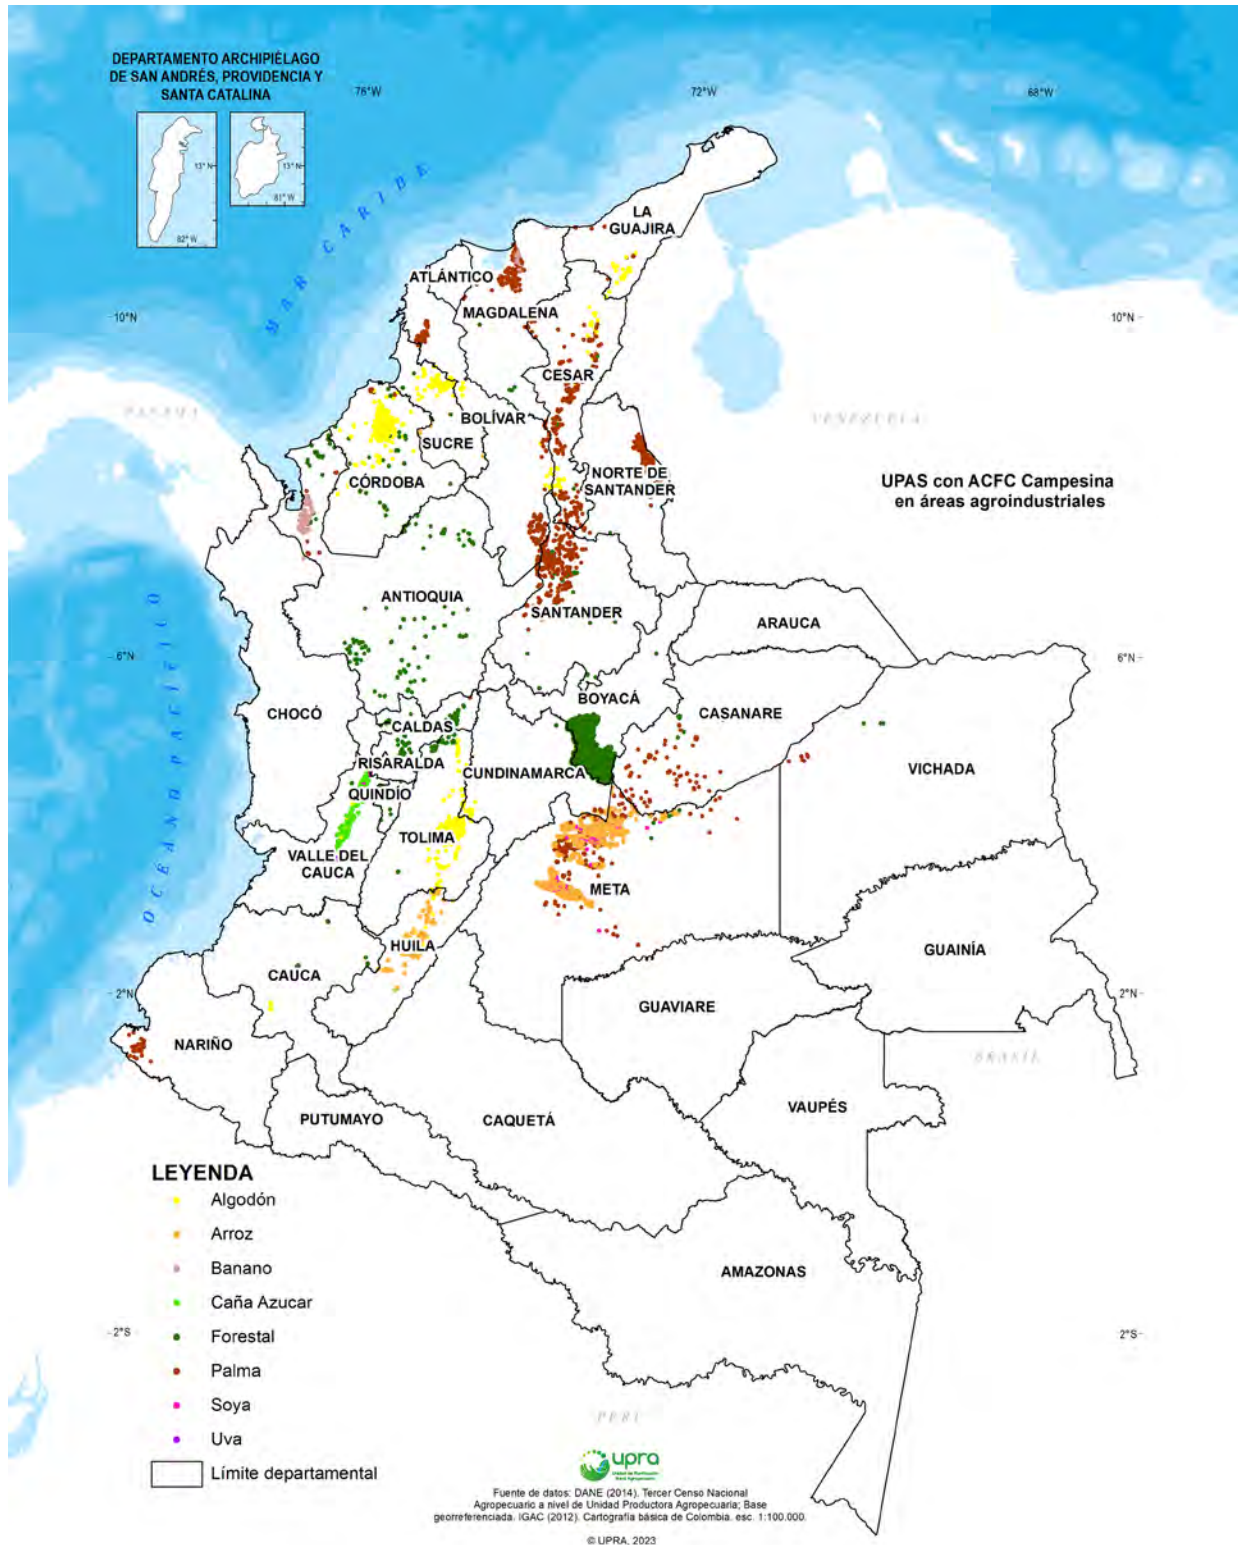 DEPARTAMENTO ARCHIPIÉLAGO
DE SAN ANDRÉS, PROVIDENCIA Y
SANTA CATALINA
76°W
72°W
68°W
13° N
13° N
81° W
82° W
MAR CARIBE
LA
GUAJIRA
ATLÁNTICO
MAGDALENA
10°N
10°N
CESAR
PANAMÁ
VENEZUELA
BOLÍVAR
SUCRE
CÓRDOBA
NORTE DE
SANTANDER
UPAS con ACFC Campesina
en áreas agroindustriales
ANTIOQUIA
SANTANDER
ARAUCA
OCÉANO PACÍFICO
6°N
6°N
BOYACÁ
CHOCÓ
CASANARE
CALDAS
RISARALDA
CUNDINAMARCA
VICHADA
QUINDÍO
TOLIMA
VALLE DEL
CAUCA
META
HUILA
GUAINÍA
CAUCA
2°N
2°N
GUAVIARE
NARIÑO
BRASIL
VAUPÉS
PUTUMAYO
CAQUETÁ
LEYENDA
Algodón
Arroz
Banano
Caña Azucar
Forestal
Palma
Soya
Uva
Límite departamental
AMAZONAS
2°S
2°S
PERÚ
upra
Fuente de datos: DANE (2014). Tercer Censo Nacional
Agropecuario a nivel de Unidad Productora Agropecuaria; Base
georreferenciada. IGAC (2012). Cartografía básica de Colombia. esc. 1:100.000.
© UPRA, 2023